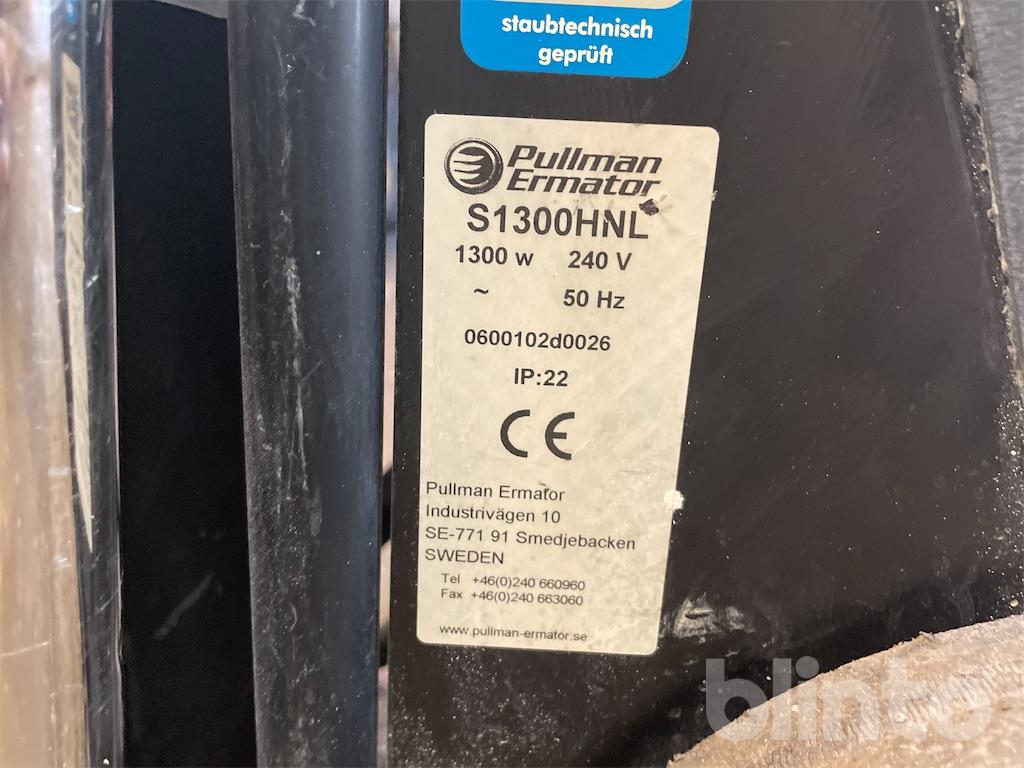 staubtechnisch
geprüft
Pullman
Ermator
S1300HNL
1300 w 240 V
~ 50 Hz
0600102d0026
IP:22
CE
Pullman Ermator
Industrivägen 10
SE-771 91 Smedjebacken
SWEDEN
Tel +46(0)240 660960
Fax +46(0)240 663060
www.pullman-ermator.se
blinto